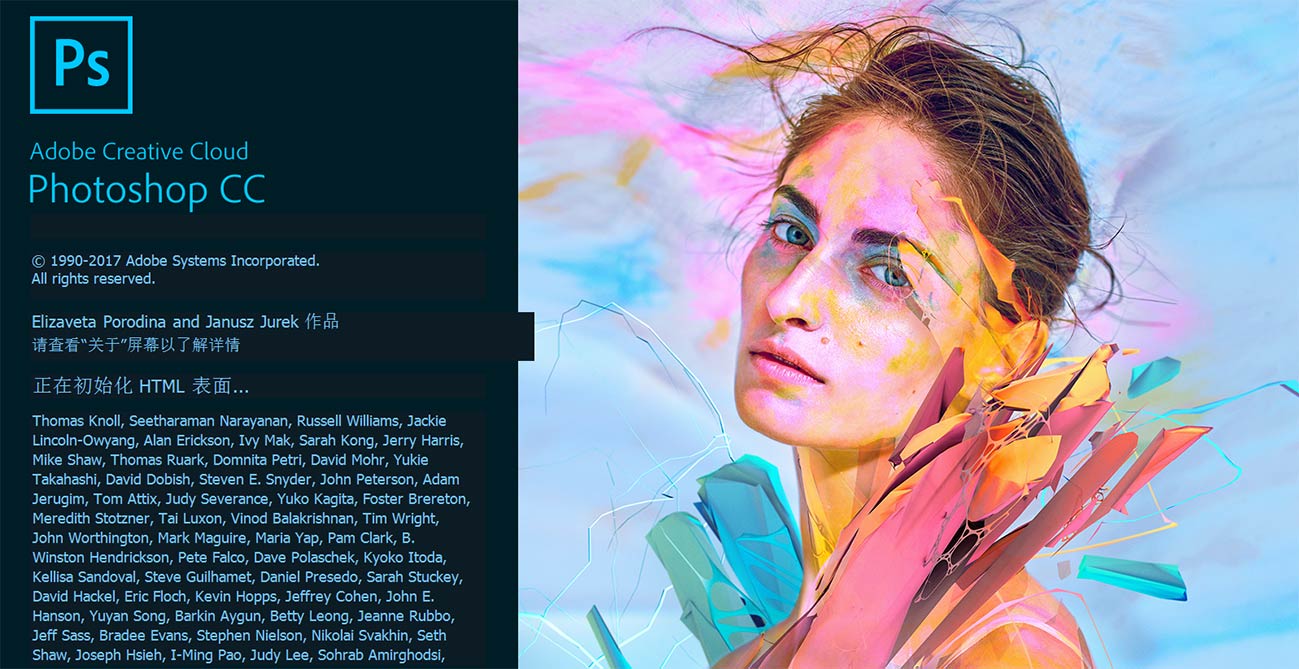 Ps
Adobe Creative Cloud
Photoshop CC
© 1990-2017 Adobe Systems Incorporated.
All rights reserved.
Elizaveta Porodina and Janusz Jurek 作品
请查看“关于”屏幕以了解详情
正在初始化 HTML 表面...
Thomas Knoll, Seetharaman Narayanan, Russell Williams, Jackie
Lincoln-Owyang, Alan Erickson, Ivy Mak, Sarah Kong, Jerry Harris,
Mike Shaw, Thomas Ruark, Domnita Petri, David Mohr, Yukie
Takahashi, David Dobish, Steven E. Snyder, John Peterson, Adam
Jerugim, Tom Attix, Judy Severance, Yuko Kagita, Foster Brereton,
Meredith Stotzner, Tai Luxon, Vinod Balakrishnan, Tim Wright,
John Worthington, Mark Maguire, Maria Yap, Pam Clark, B.
Winston Hendrickson, Pete Falco, Dave Polaschek, Kyoko Itoda,
Kellisa Sandoval, Steve Guilhamet, Daniel Presedo, Sarah Stuckey,
David Hackel, Eric Floch, Kevin Hopps, Jeffrey Cohen, John E.
Hanson, Yuyan Song, Barkin Aygun, Betty Leong, Jeanne Rubbo,
Jeff Sass, Bradee Evans, Stephen Nielson, Nikolai Svakhin, Seth
Shaw, Joseph Hsieh, I-Ming Pao, Judy Lee, Sohrab Amirghodsi,